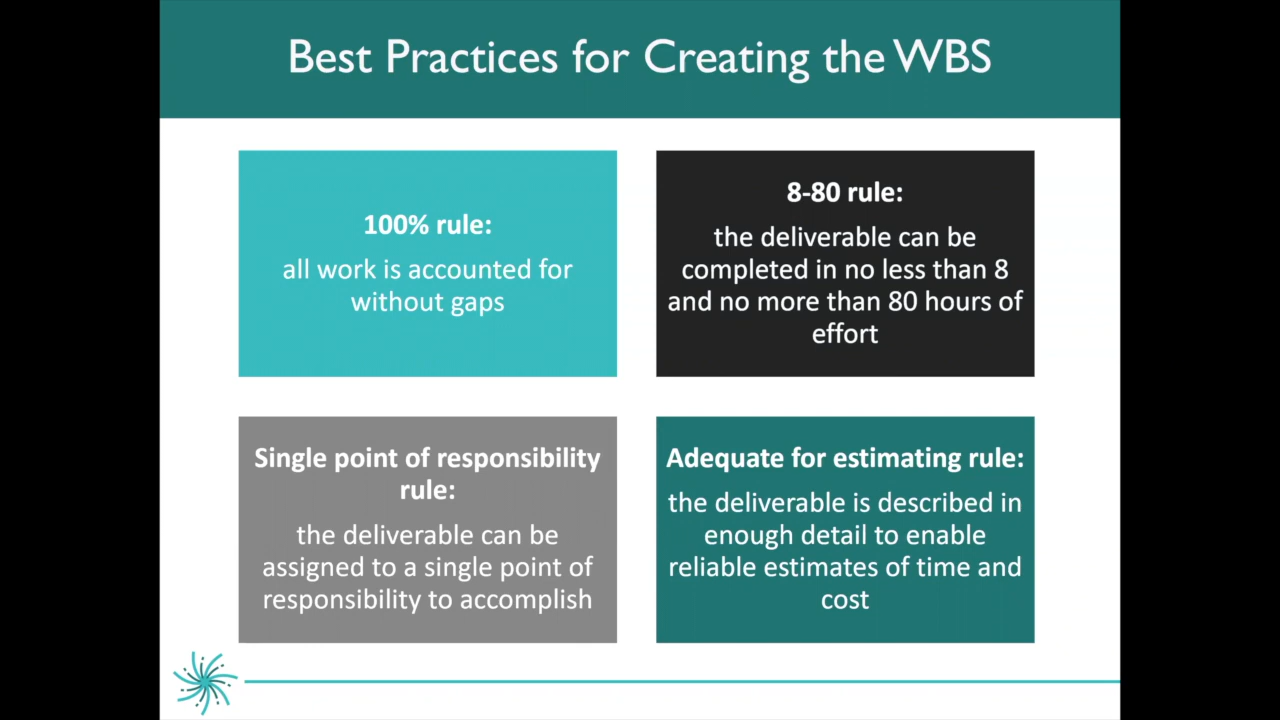 Best Practices for Creating the WBS
100% rule:
all work is accounted for
without gaps
8-80 rule:
the deliverable can be
completed in no less than 8
and no more than 80 hours of
effort
Single point of responsibility
rule:
the deliverable can be
assigned to a single point of
responsibility to accomplish
Adequate for estimating rule:
the deliverable is described in
enough detail to enable
reliable estimates of time and
cost